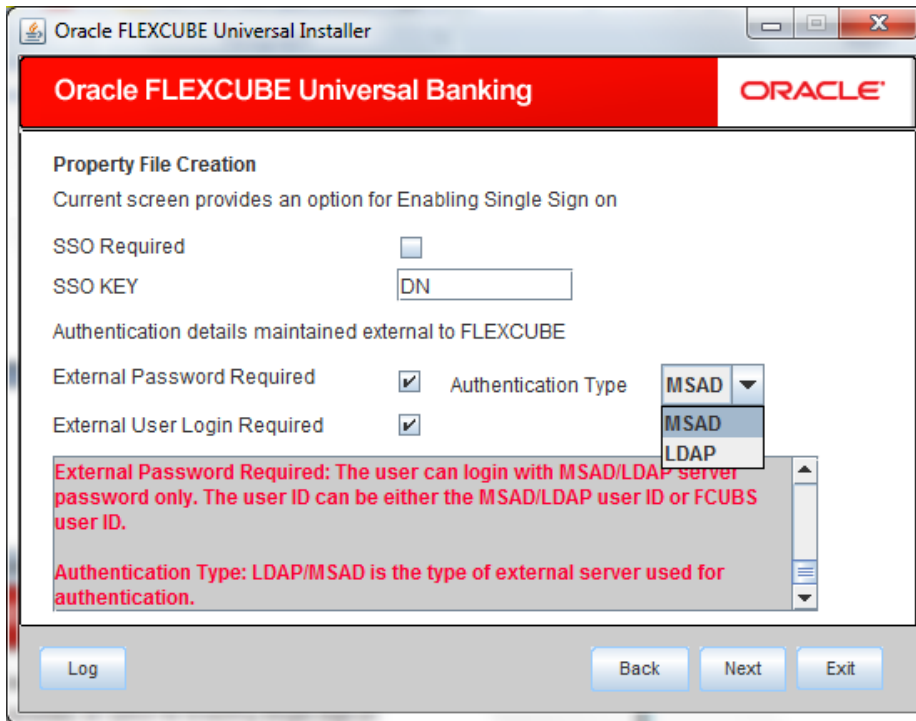 Oracle FLEXCUBE Universal Installer
Oracle FLEXCUBE Universal Banking
ORACLE
Property File Creation
Current screen provides an option for Enabling Single Sign on
SSO Required
SSO KEY
DN
Authentication details maintained external to FLEXCUBE
External Password Required
Authentication Type
MSAD
External User Login Required
MSAD
LDAP
External Password Required: The user can login with MSAD/LDAP server
password only. The user ID can be either the MSAD/LDAP user ID or FCUBS
user ID.
Authentication Type: LDAP/MSAD is the type of external server used for
authentication.
Log
Back
Next
Exit